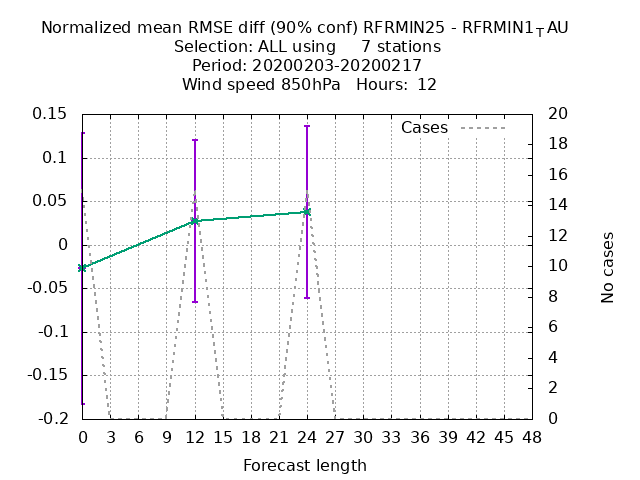 Normalized mean RMSE diff (90% conf) RFRMIN25 - RFRMIN1TAU
Selection: ALL using 7 stations
Period: 20200203-20200217
Wind speed 850hPa Hours: 12
Cases
0.15
0.1
0.05
0
-0.05
-0.1
-0.15
-0.2
20
18
16
14
12
10
8
6
4
2
0
No cases
0 3 6 9 12 15 18 21 24 27 30 33 36 39 42 45 48
Forecast length